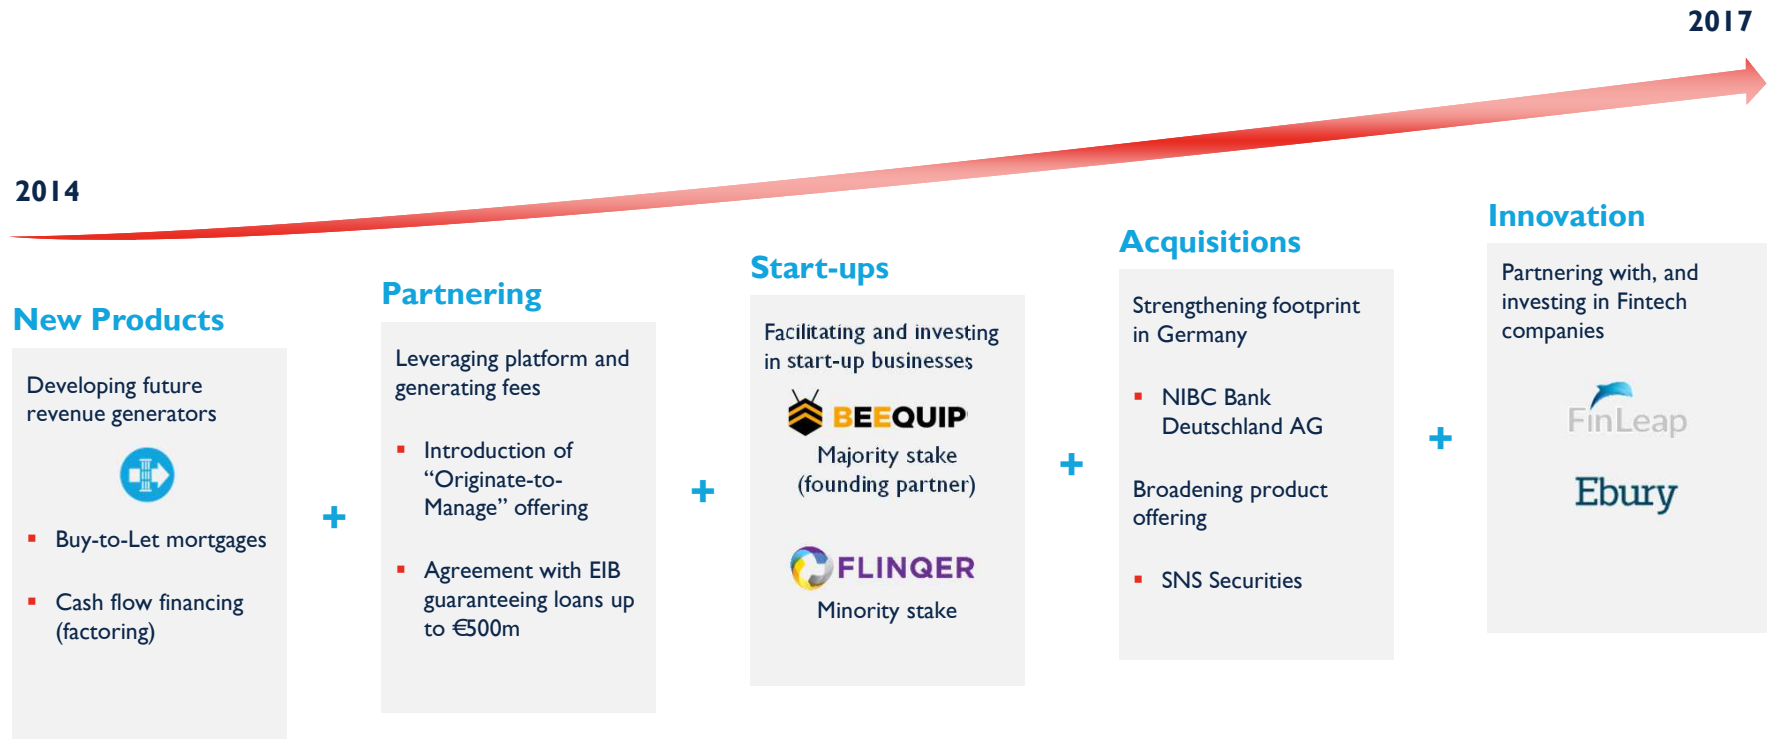 2017
2014
New Products
Developing future
revenue generators
Buy-to-Let mortgages
Cash flow financing
(factoring)
+
Partnering
Leveraging platform and
generating fees
Introduction of
“Originate-to-
Manage” offering
Agreement with EIB
guaranteeing loans up
to €500m
+
Start-ups
Facilitating and investing
in start-up businesses
BEEQUIP
Majority stake
(founding partner)
FLINQER
Minority stake
+
Acquisitions
Strengthening footprint
in Germany
NIBC Bank
Deutschland AG
Broadening product
offering
SNS Securities
+
Innovation
Partnering with, and
investing in Fintech
companies
FinLeap
Ebury